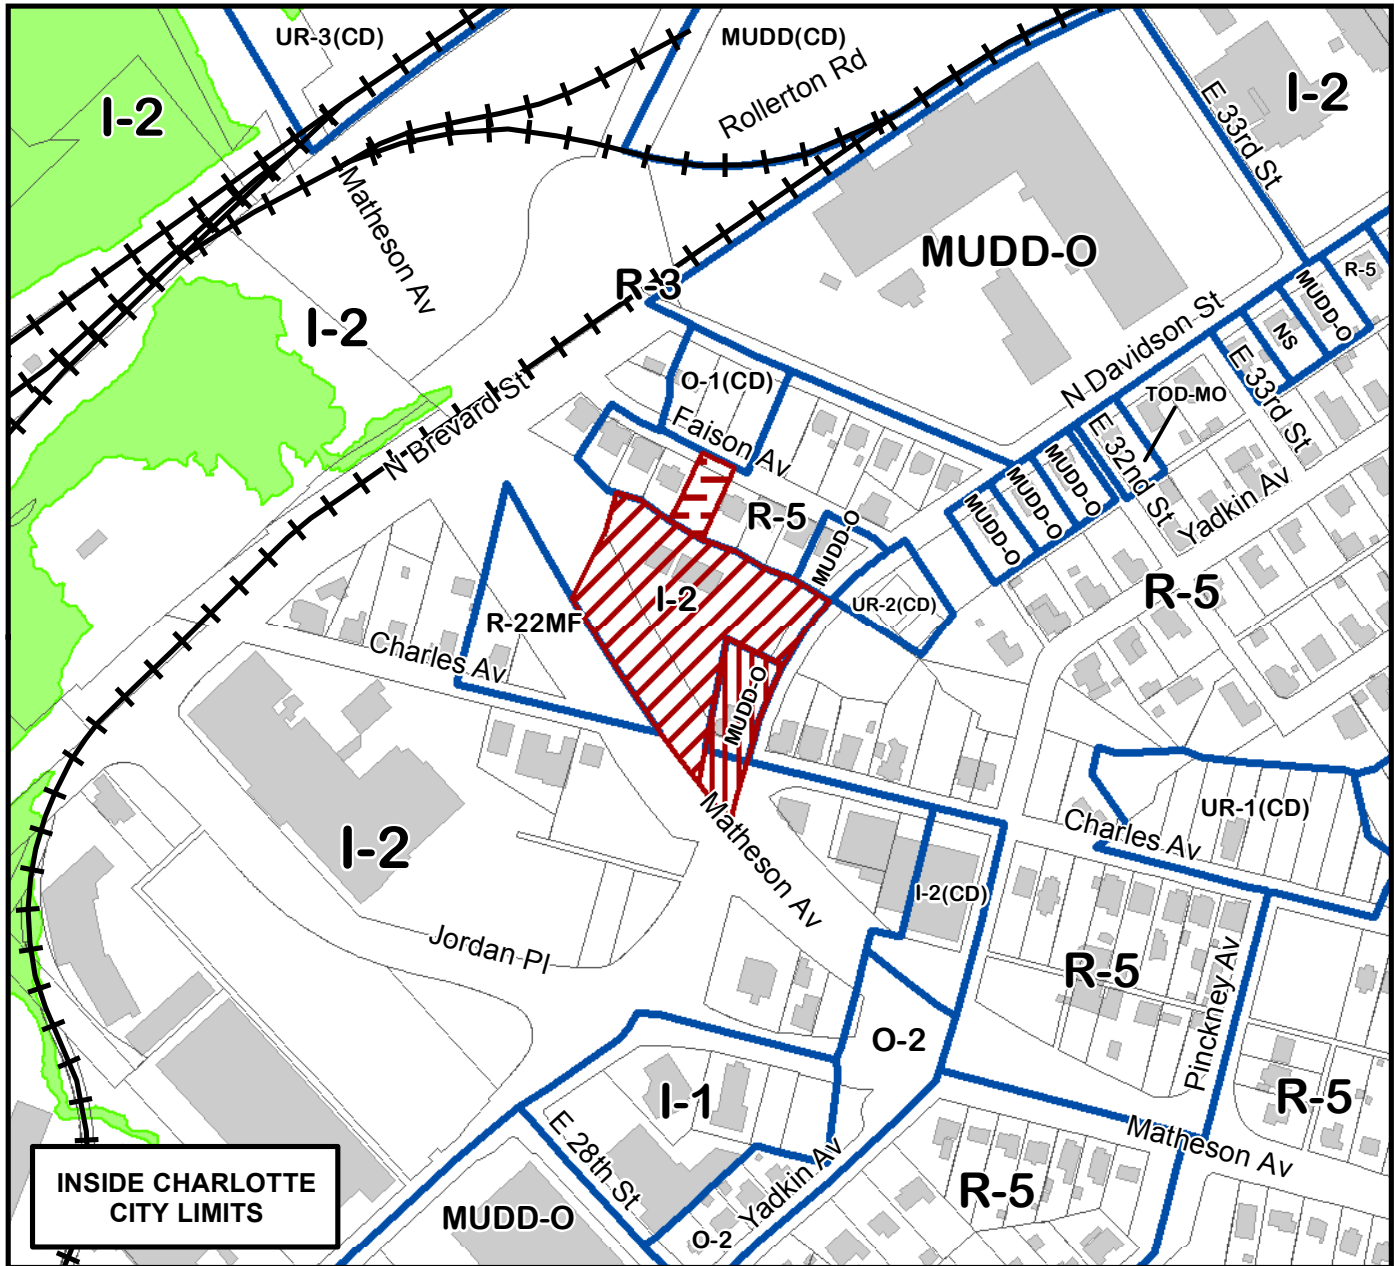 UR-3(CD)
MUDD(CD)
Rollerton Rd
I-2
I-2
E 33rd St
Matheson Av
MUDD-O
R-3
I-2
R-5
MUDD-O
NS
N Davidson St
E 33rd St
TOD-MO
O-1(CD)
Faison Av
E 32nd St
N Brevard St
MUDD-O
MUDD-O
MUDD-O
Yadkin Av
R-5
MUDD-O
R-5
I-2
UR-2(CD)
R-22MF
Charles Av
MUDD-O
UR-1(CD)
Charles Av
I-2
Matheson Av
I-2(CD)
Jordan Pl
R-5
Pinckney Av
O-2
I-1
R-5
Matheson Av
E 28th St
Yadkin Av
R-5
MUDD-O
O-2
INSIDE CHARLOTTE
CITY LIMITS